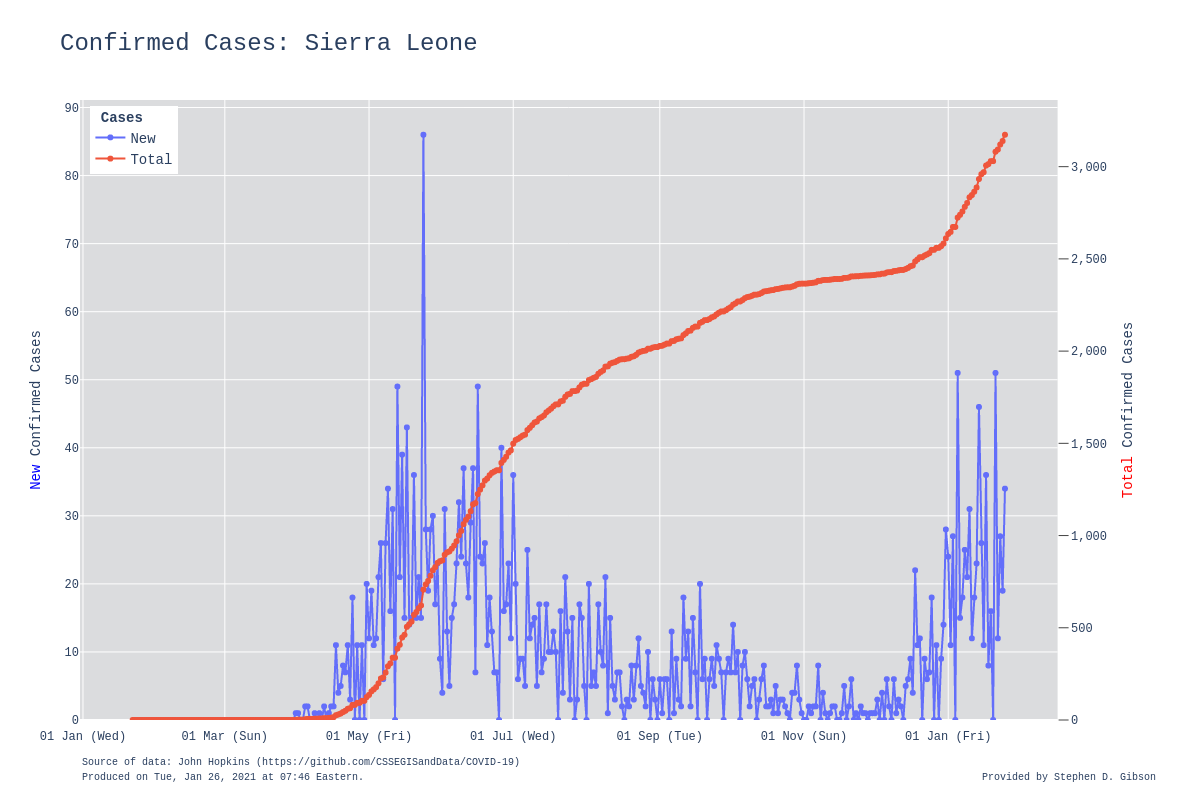 Confirmed Cases: Sierra Leone
Cases
New
Total
90
80
70
60
50
40
30
20
10
0
New Confirmed Cases
3,000
2,500
2,000
1,500
1,000
500
0
Total Confirmed Cases
01 Jan (Wed) 01 Mar (Sun) 01 May (Fri) 01 Jul (Wed) 01 Sep (Tue) 01 Nov (Sun) 01 Jan (Fri)
Source of data: John Hopkins (https://github.com/CSSEGISandData/COVID-19)
Produced on Tue, Jan 26, 2021 at 07:46 Eastern.
Provided by Stephen D. Gibson